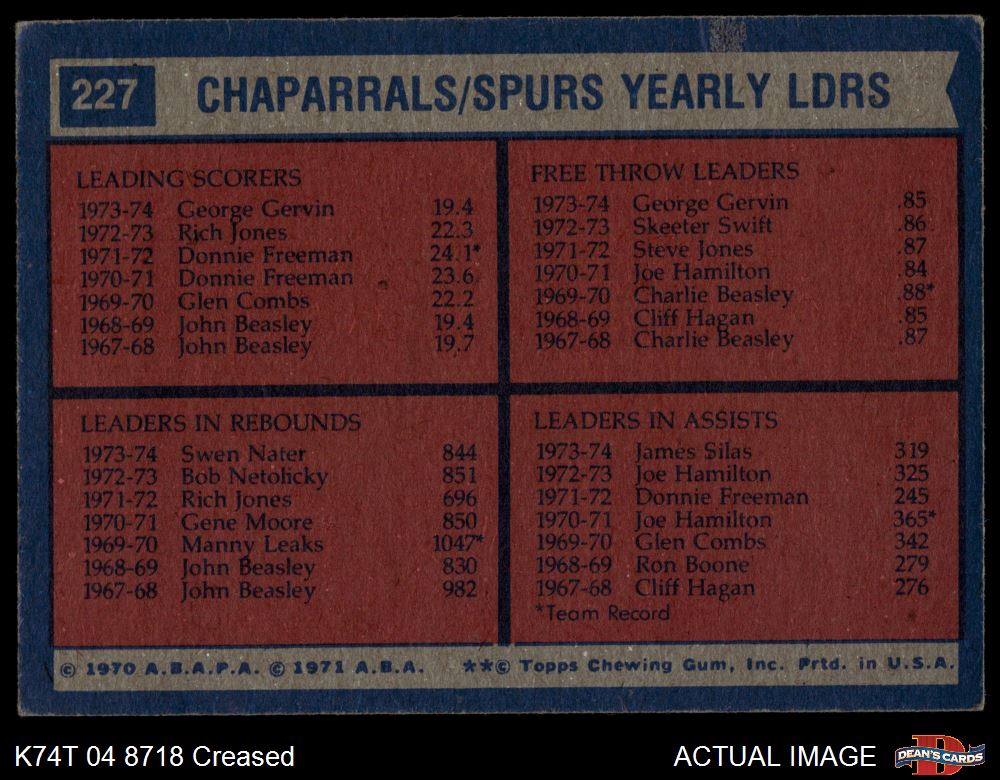 227 CHAPARRALS/SPURS YEARLY LDRS
LEADING SCORERS
1973-74 George Gervin 19.4
1972-73 Rich Jones 22.3
1971-72 Donnie Freeman 24.1*
1970-71 Donnie Freeman 23.6
1969-70 Glen Combs 22.2
1968-69 John Beasley 19.4
1967-68 John Beasley 19.7
FREE THROW LEADERS
1973-74 George Gervin .85
1972-73 Skeeter Swift .86
1971-72 Steve Jones .87
1970-71 Joe Hamilton .84
1969-70 Charlie Beasley .88*
1968-69 Cliff Hagan .85
1967-68 Charlie Beasley .87
LEADERS IN REBOUNDS
1973-74 Swen Nater 844
1972-73 Bob Netolicky 851
1971-72 Rich Jones 696
1970-71 Gene Moore 850
1969-70 Manny Leaks 1047*
1968-69 John Beasley 830
1967-68 John Beasley 982
LEADERS IN ASSISTS
1973-74 James Silas 319
1972-73 Joe Hamilton 325
1971-72 Donnie Freeman 245
1970-71 Joe Hamilton 365*
1969-70 Glen Combs 342
1968-69 Ron Boone 279
1967-68 Cliff Hagan 276
*Team Record
© 1970 A.B.A.P.A. © 1971 A.B.A. **© Topps Chewing Gum, Inc. Prtd. in U.S.A.
K74T 04 8718 Creased ACTUAL IMAGE DEAN'S CARDS